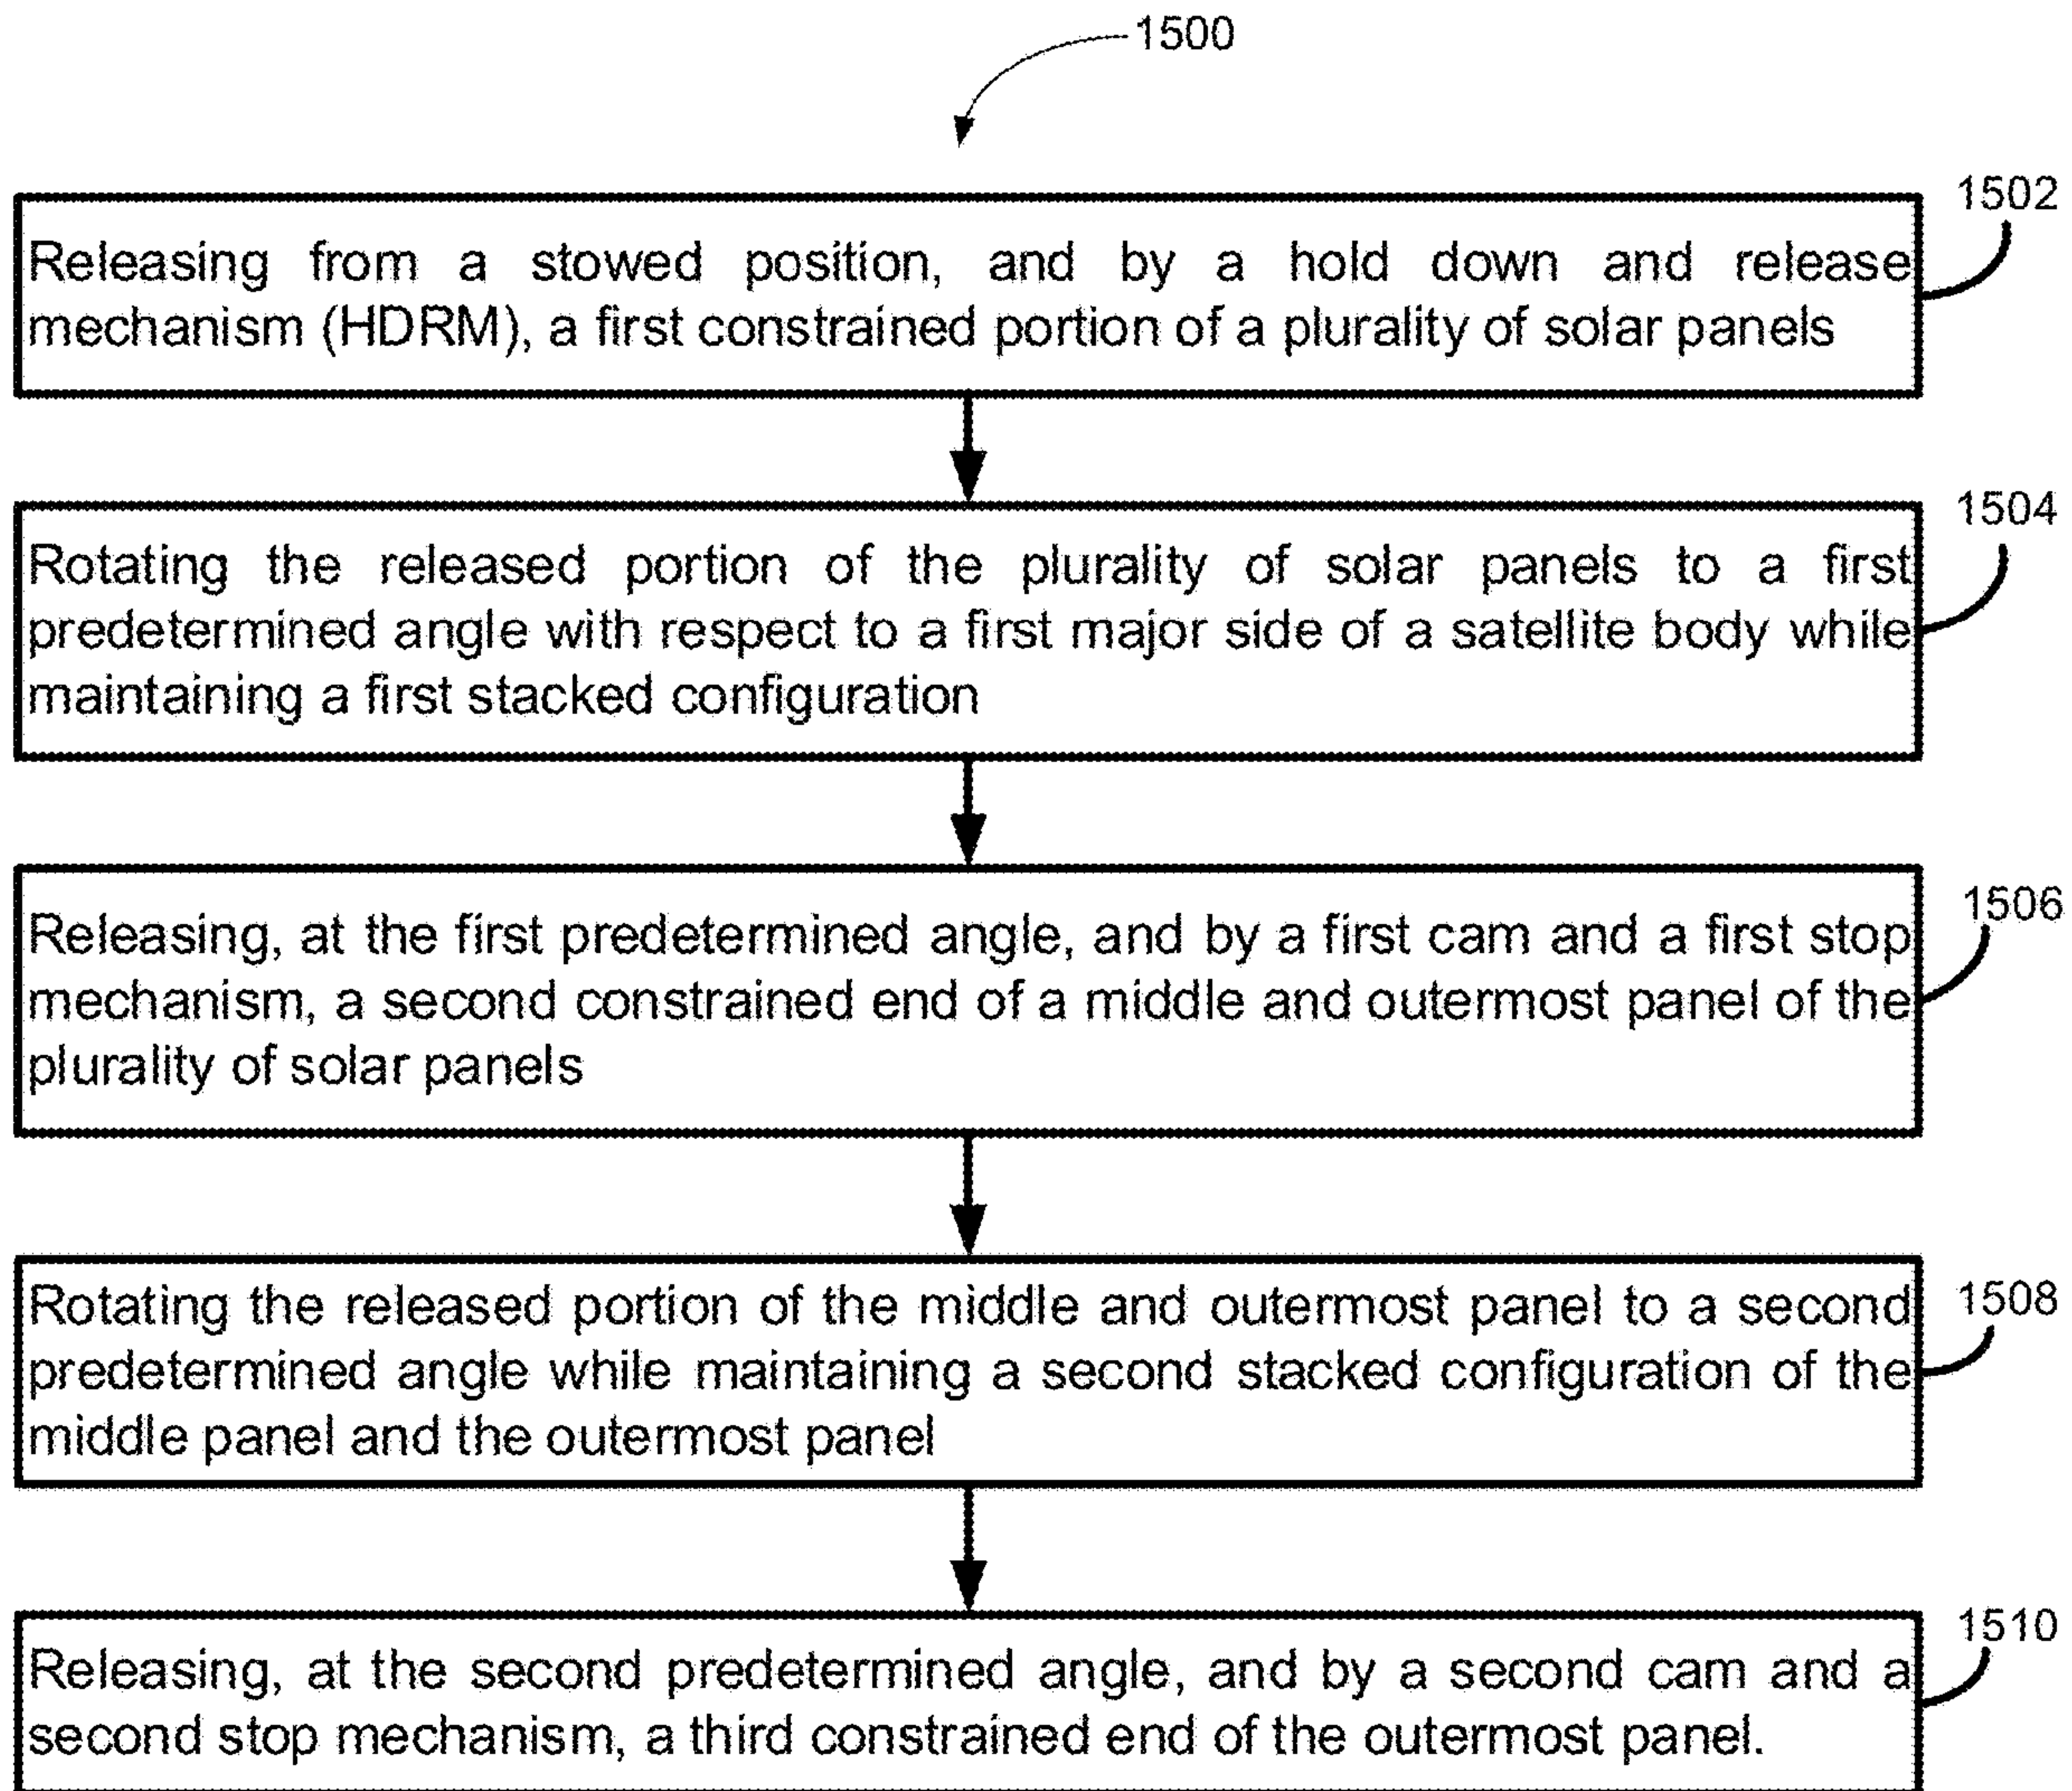 1500
1502
Releasing from a stowed position, and by a hold down and release
mechanism (HDRM), a first constrained portion of a plurality of solar panels
1504
Rotating the released portion of the plurality of solar panels to a first
predetermined angle with respect to a first major side of a satellite body while
maintaining a first stacked configuration
1506
Releasing, at the first predetermined angle, and by a first cam and a first stop
mechanism, a second constrained end of a middle and outermost panel of the
plurality of solar panels
1508
Rotating the released portion of the middle and outermost panel to a second
predetermined angle while maintaining a second stacked configuration of the
middle panel and the outermost panel
1510
Releasing, at the second predetermined angle, and by a second cam and a
second stop mechanism, a third constrained end of the outermost panel.